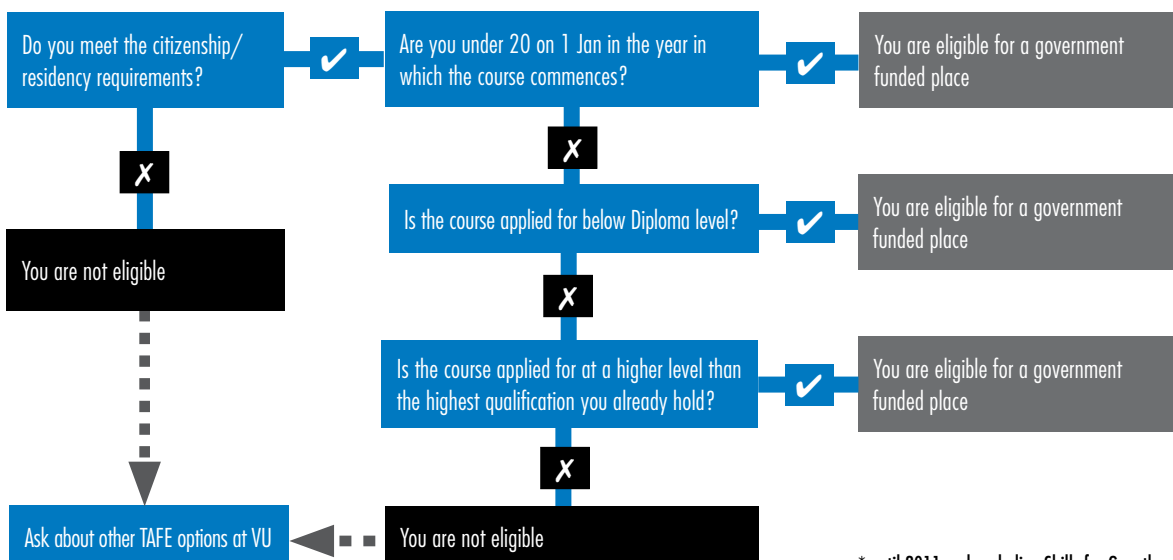 Do you meet the citizenship/
residency requirements?
✔
Are you under 20 on 1 Jan in the year in
which the course commences?
✔
You are eligible for a government
funded place
✗
✗
Is the course applied for below Diploma level?
✔
You are eligible for a government
funded place
You are not eligible
✗
Is the course applied for at a higher level than
the highest qualification you already hold?
✔
You are eligible for a government
funded place
✗
Ask about other TAFE options at VU
You are not eligible